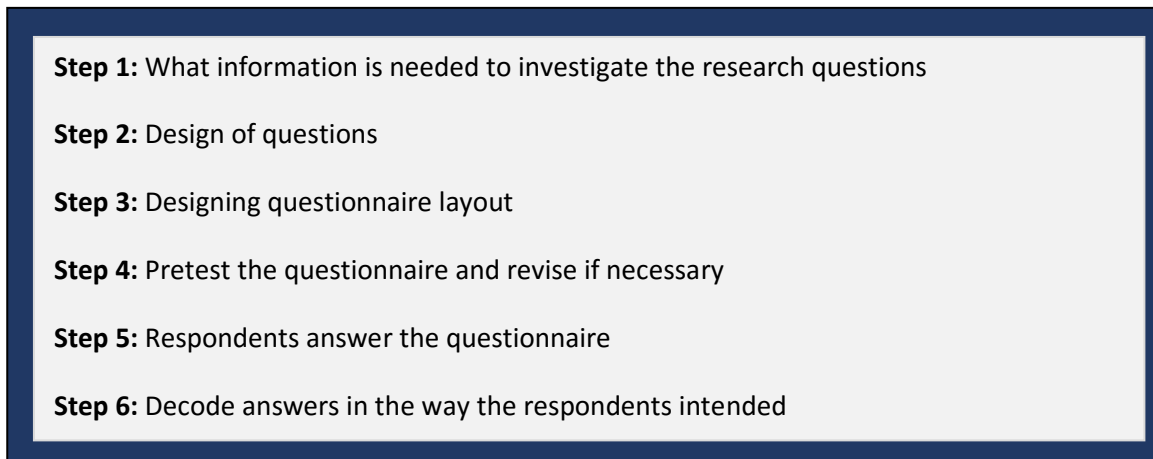 Step 1: What information is needed to investigate the research questions
Step 2: Design of questions
Step 3: Designing questionnaire layout
Step 4: Pretest the questionnaire and revise if necessary
Step 5: Respondents answer the questionnaire
Step 6: Decode answers in the way the respondents intended